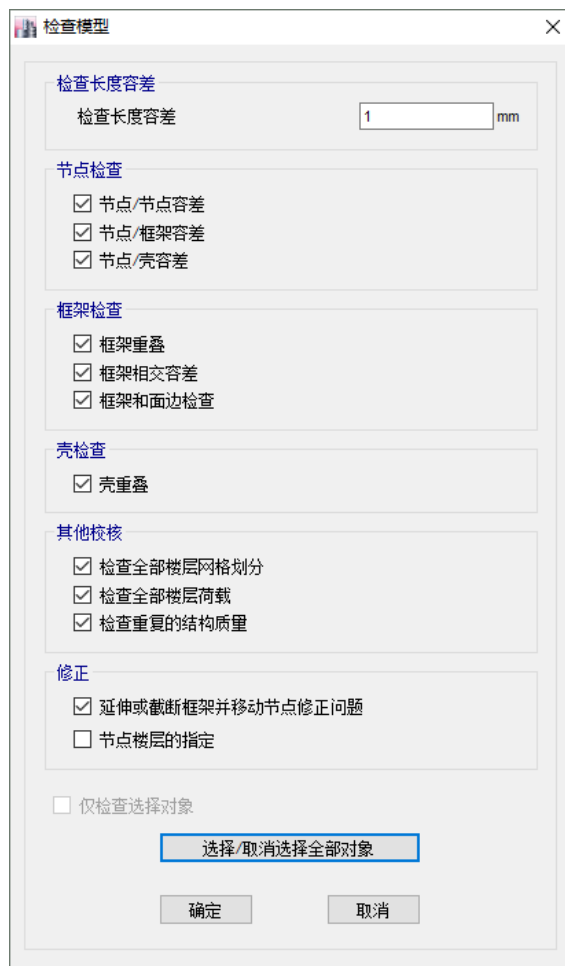 检查模型
检查长度容差
检查长度容差 1 mm
节点检查
节点/节点容差
节点/框架容差
节点/壳容差
框架检查
框架重叠
框架相交容差
框架和面边检查
壳检查
壳重叠
其他校核
检查全部楼层网格划分
检查全部楼层荷载
检查重复的结构质量
修正
延伸或截断框架并移动节点修正问题
节点楼层的指定
仅检查选择对象
选择/取消选择全部对象
确定 取消